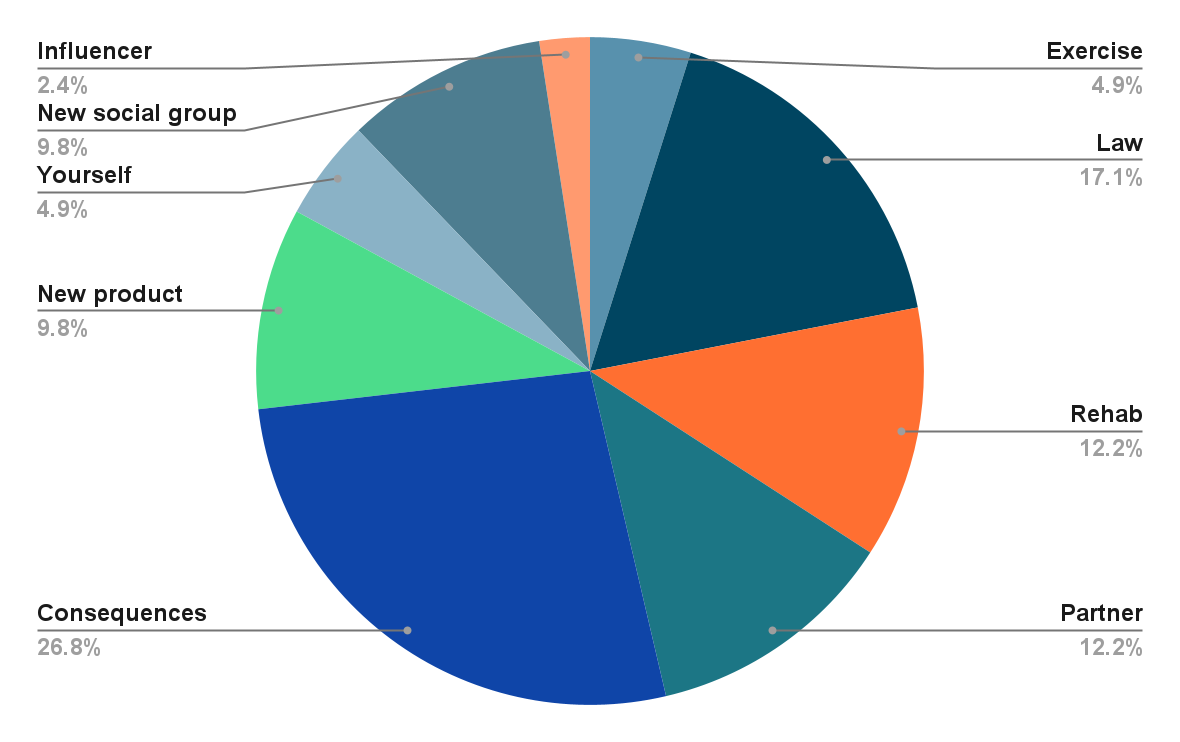 Influencer
2.4%
New social group
9.8%
Yourself
4.9%
New product
9.8%
Consequences
26.8%
Exercise
4.9%
Law
17.1%
Rehab
12.2%
Partner
12.2%